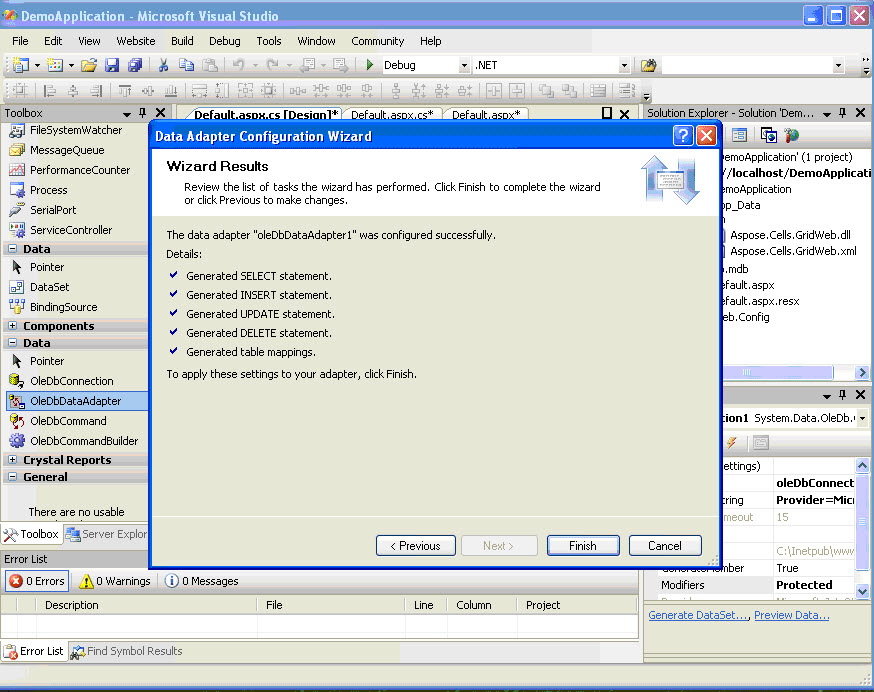 DemoApplication - Microsoft Visual Studio
File Edit View Website Build Debug Tools Window Community Help
Debug .NET
Toolbox
Default.aspx.cs [Design]* Default.aspx.cs* Default.aspx*
Solution Explorer - Solution 'Dem...
FileSystemWatcher
MessageQueue
PerformanceCounter
Process
SerialPort
ServiceController
Data
Pointer
DataSet
BindingSource
Components
Data
Pointer
OleDbConnection
OleDbDataAdapter
OleDbCommand
OleDbCommandBuilder
Crystal Reports
General
There are no usable
Toolbox Server Explor
Data Adapter Configuration Wizard
Wizard Results
Review the list of tasks the wizard has performed. Click Finish to complete the wizard
or click Previous to make changes.
The data adapter "oleDbDataAdapter1" was configured successfully.
Details:
Generated SELECT statement.
Generated INSERT statement.
Generated UPDATE statement.
Generated DELETE statement.
Generated table mappings.
To apply these settings to your adapter, click Finish.
< Previous Next > Finish Cancel
emoApplication' (1 project)
//localhost/DemoApplicati
emoApplication
pp_Data
Aspose.Cells.GridWeb.dll
Aspose.Cells.GridWeb.xml
.mdb
efault.aspx
efault.aspx.resx
eb.Config
tion1 System.Data.OleDb.
ettings)
oleDbConnect
tring Provider=Micr
meout 15
C:\Inetpub\www
GenerateMember True
Modifiers Protected
Generate DataSet..., Preview Data...
Error List
0 Errors 0 Warnings 0 Messages
Description File Line Column Project
Error List Find Symbol Results